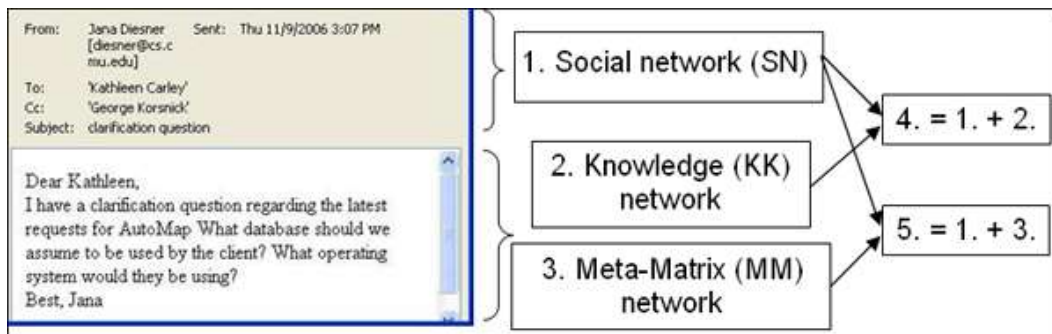 From: Jana Diesner Sent: Thu 11/9/2006 3:07 PM
[diesner@cs.c
mu.edu]
To: 'Kathleen Carley'
Cc: 'George Korsnick'
Subject: clarification question
Dear Kathleen,
I have a clarification question regarding the latest
requests for AutoMap What database should we
assume to be used by the client? What operating
system would they be using?
Best, Jana
1. Social network (SN)
2. Knowledge (KK)
network
3. Meta-Matrix (MM)
network
4. = 1. + 2.
5. = 1. + 3.